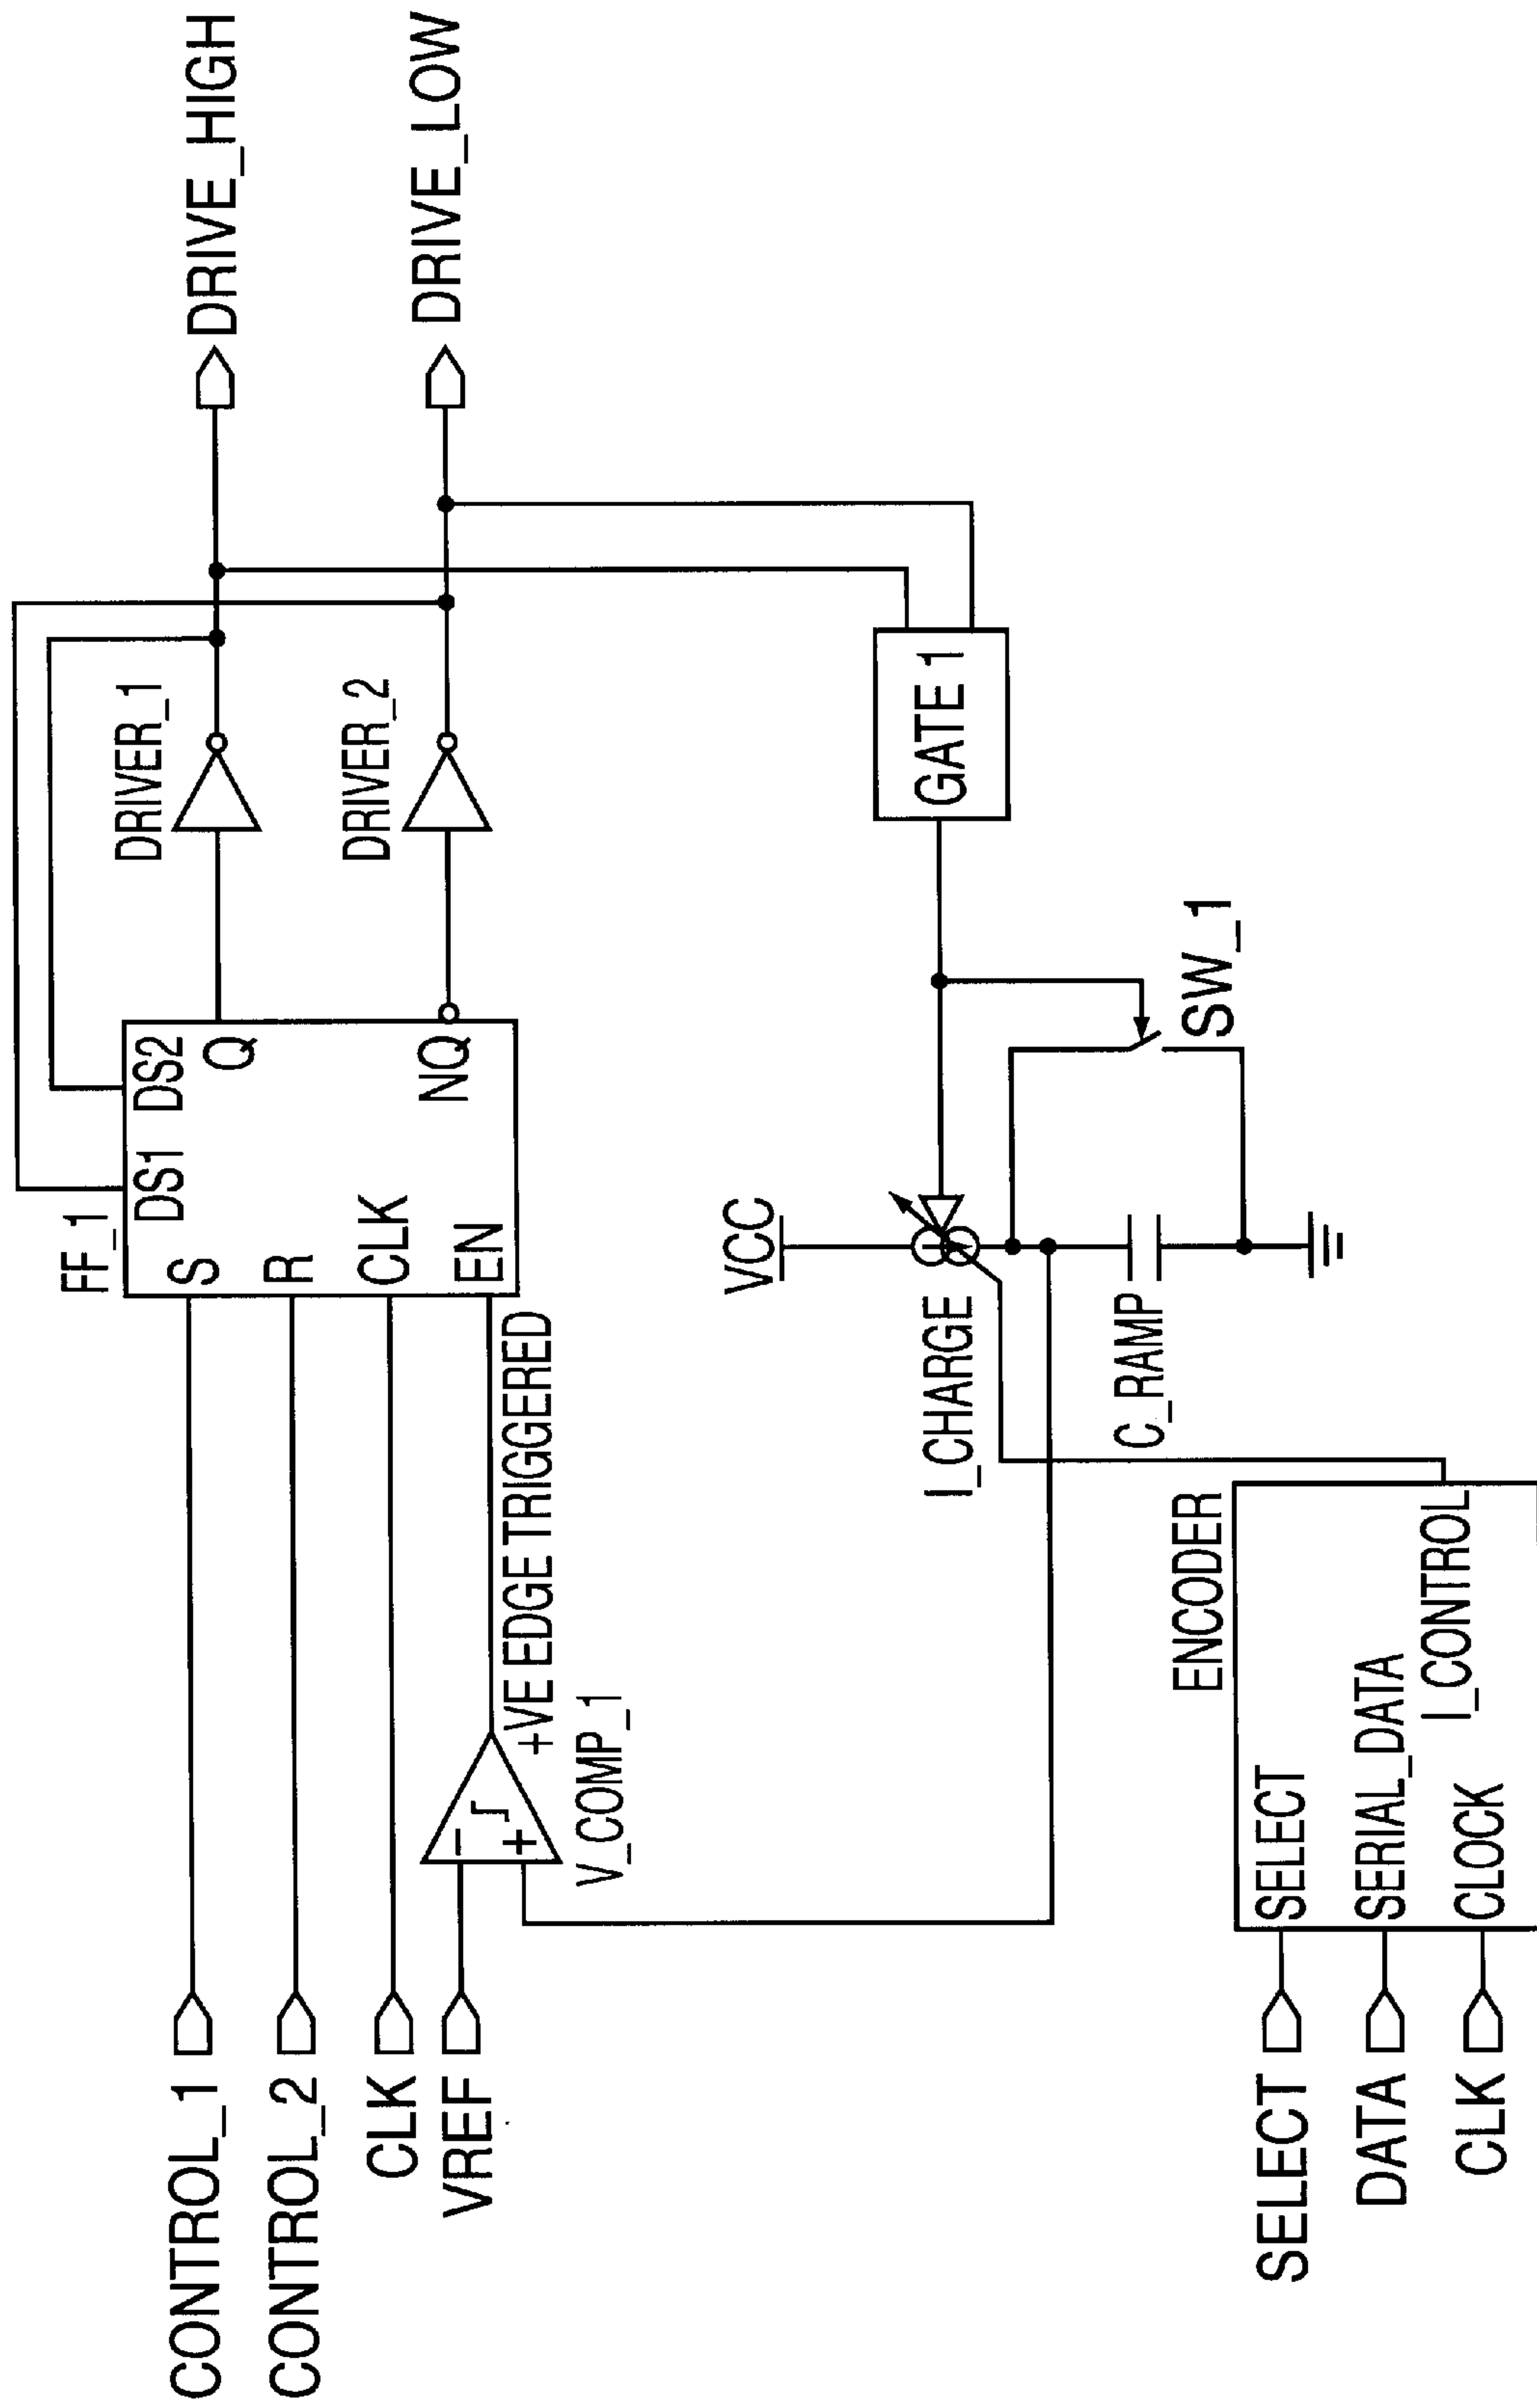 CONTROL_1
CONTROL_2
CLK
VREF
FF_1
S
R
CLK
EN
DS1
DS2
Q
NQ
DRIVER_1
DRIVER_2
DRIVE_HIGH
DRIVE_LOW
−
+
+VE EDGE TRIGGERED
V_COMP_1
VCC
I_CHARGE
C_RAMP
GATE 1
SW_1
ENCODER
SELECT
DATA
CLK
SELECT
SERIAL_DATA
CLOCK
I_CONTROL